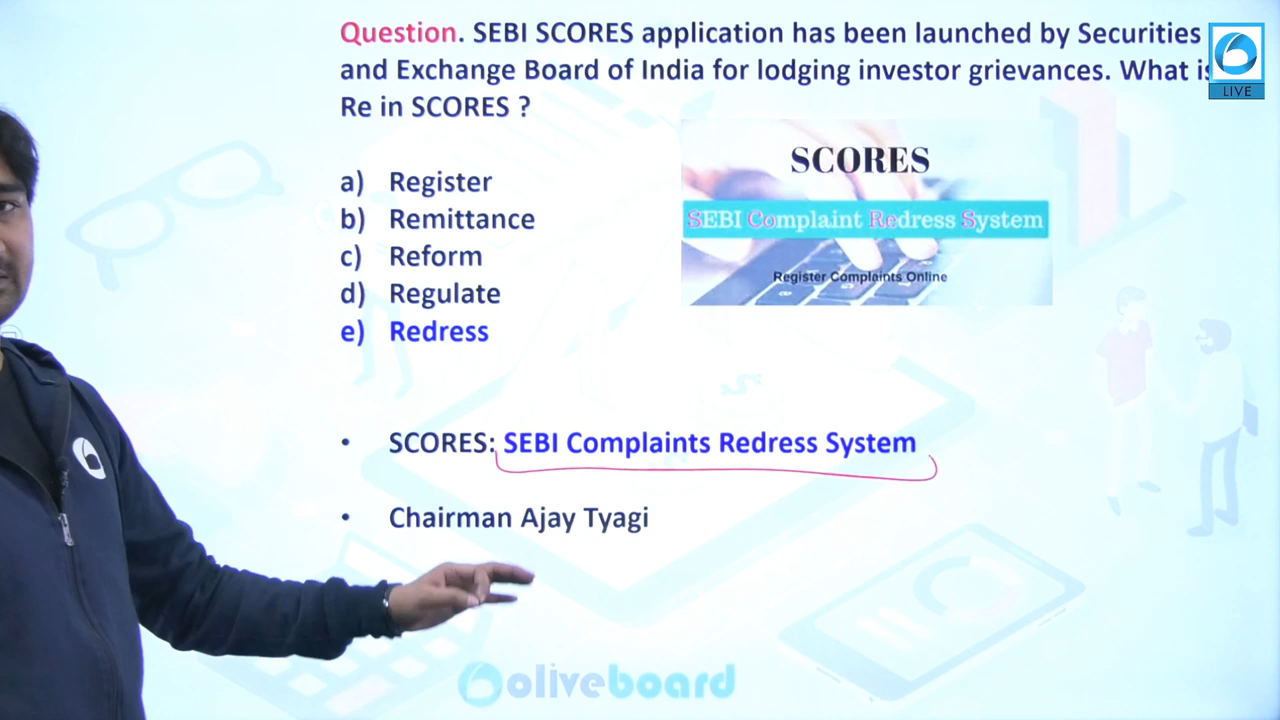 Question. SEBI SCORES application has been launched by Securities
and Exchange Board of India for lodging investor grievances. What is
Re in SCORES ?
LIVE
a) Register
b) Remittance
c) Reform
d) Regulate
e) Redress
SCORES
SEBI Complaint Redress System
Register Complaints Online
• SCORES: SEBI Complaints Redress System
• Chairman Ajay Tyagi
oliveboard